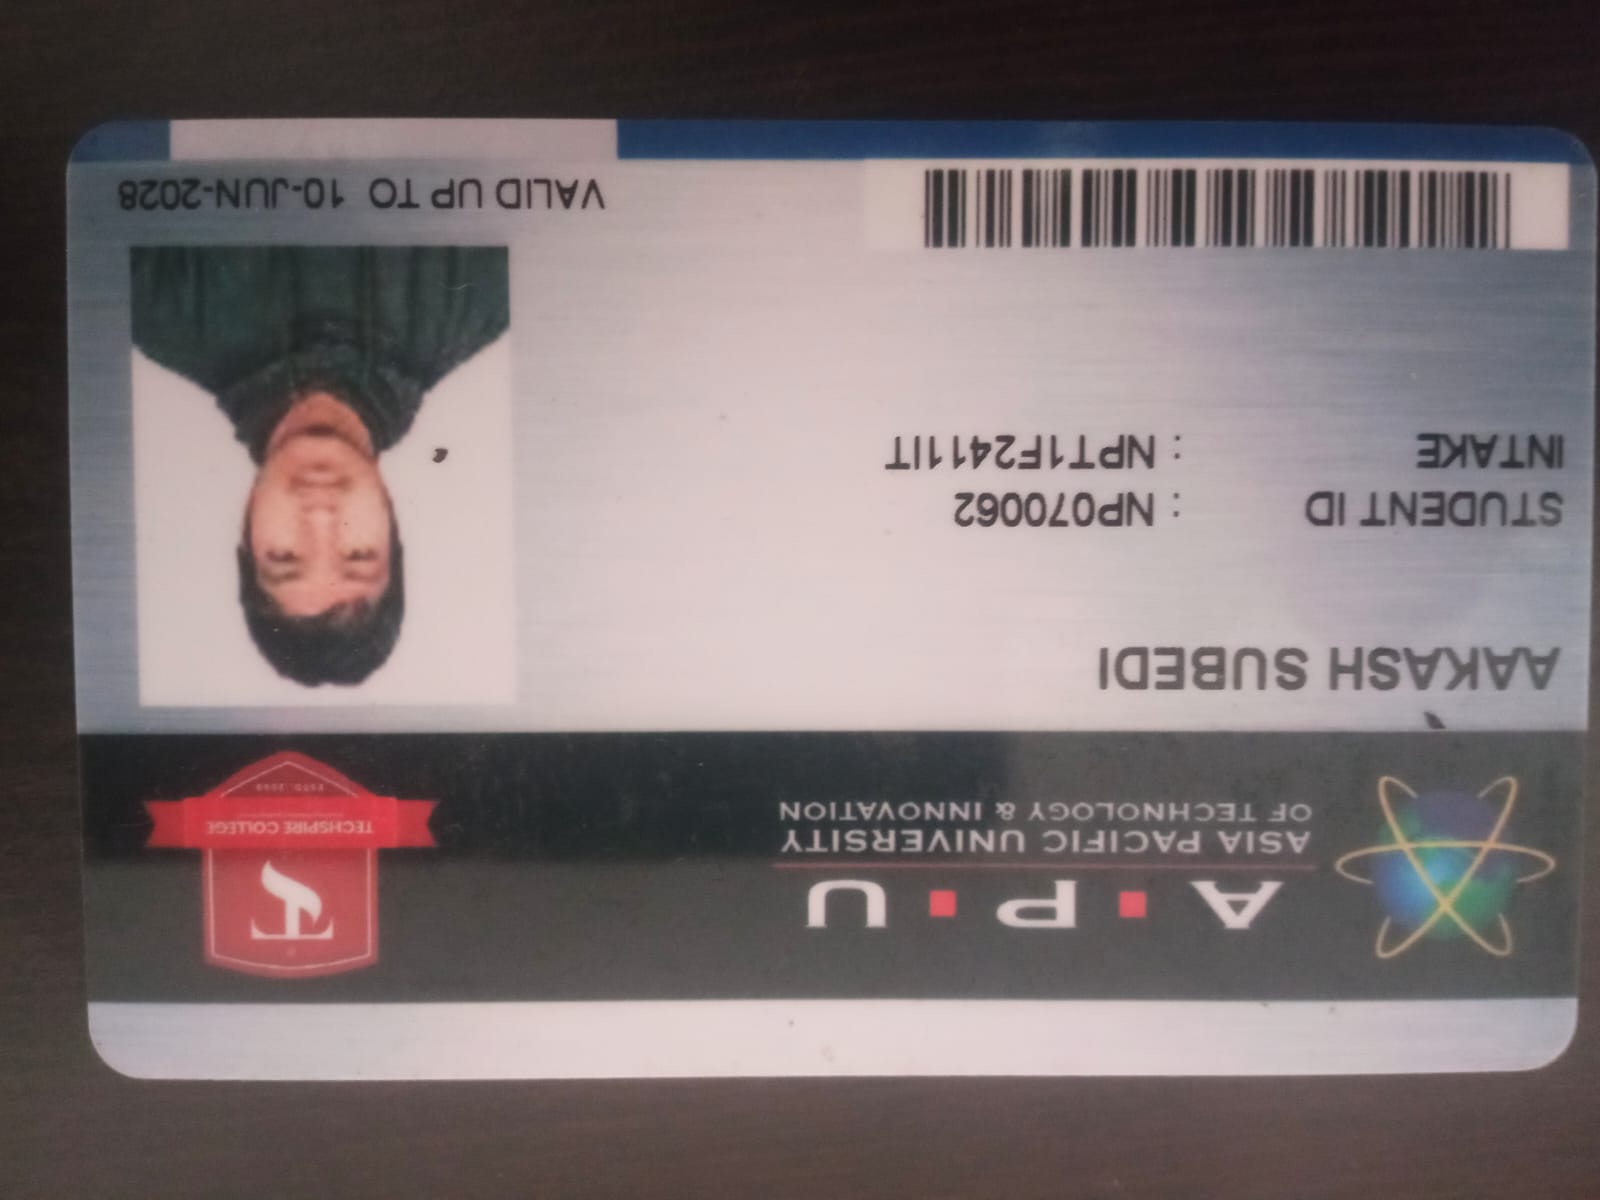 A.P.U
ASIA PACIFIC UNIVERSITY
OF TECHNOLOGY & INNOVATION
T
TECHSPIRE COLLEGE
AAKASH SUBEDI
STUDENT ID : NP070062
INTAKE : NPT1F2411IT
VALID UP TO 10-JUN-2028